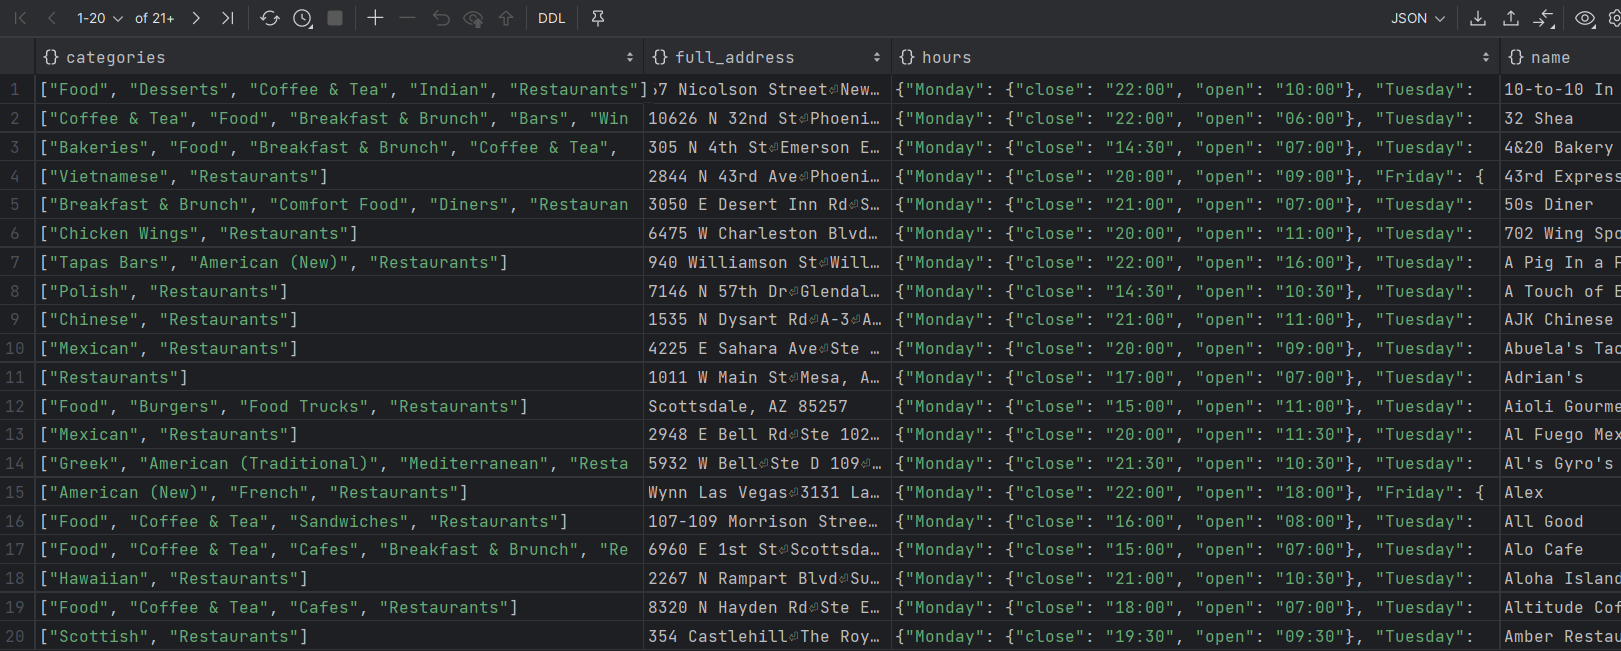 1-20 of 21+ DDL JSON
{} categories {} full_address {} hours {} name
1 ["Food", "Desserts", "Coffee & Tea", "Indian", "Restaurants"] 67 Nicolson Street⏎New… {"Monday": {"close": "22:00", "open": "10:00"}, "Tuesday": 10-to-10 In
2 ["Coffee & Tea", "Food", "Breakfast & Brunch", "Bars", "Win 10626 N 32nd St⏎Phoeni… {"Monday": {"close": "22:00", "open": "06:00"}, "Tuesday": 32 Shea
3 ["Bakeries", "Food", "Breakfast & Brunch", "Coffee & Tea", 305 N 4th St⏎Emerson E… {"Monday": {"close": "14:30", "open": "07:00"}, "Tuesday": 4&20 Bakery
4 ["Vietnamese", "Restaurants"] 2844 N 43rd Ave⏎Phoeni… {"Monday": {"close": "20:00", "open": "09:00"}, "Friday": { 43rd Express
5 ["Breakfast & Brunch", "Comfort Food", "Diners", "Restauran 3050 E Desert Inn Rd⏎S… {"Monday": {"close": "21:00", "open": "07:00"}, "Tuesday": 50s Diner
6 ["Chicken Wings", "Restaurants"] 6475 W Charleston Blvd… {"Monday": {"close": "20:00", "open": "11:00"}, "Tuesday": 702 Wing Spo
7 ["Tapas Bars", "American (New)", "Restaurants"] 940 Williamson St⏎Will… {"Monday": {"close": "22:00", "open": "16:00"}, "Tuesday": A Pig In a F
8 ["Polish", "Restaurants"] 7146 N 57th Dr⏎Glendal… {"Monday": {"close": "14:30", "open": "10:30"}, "Tuesday": A Touch of E
9 ["Chinese", "Restaurants"] 1535 N Dysart Rd⏎A-3⏎A… {"Monday": {"close": "21:00", "open": "11:00"}, "Tuesday": AJK Chinese
10 ["Mexican", "Restaurants"] 4225 E Sahara Ave⏎Ste … {"Monday": {"close": "20:00", "open": "09:00"}, "Tuesday": Abuela's Tac
11 ["Restaurants"] 1011 W Main St⏎Mesa, A… {"Monday": {"close": "17:00", "open": "07:00"}, "Tuesday": Adrian's
12 ["Food", "Burgers", "Food Trucks", "Restaurants"] Scottsdale, AZ 85257 {"Monday": {"close": "15:00", "open": "11:00"}, "Tuesday": Aioli Gourme
13 ["Mexican", "Restaurants"] 2948 E Bell Rd⏎Ste 102… {"Monday": {"close": "20:00", "open": "11:30"}, "Tuesday": Al Fuego Mex
14 ["Greek", "American (Traditional)", "Mediterranean", "Resta 5932 W Bell⏎Ste D 109⏎… {"Monday": {"close": "21:30", "open": "10:30"}, "Tuesday": Al's Gyro's
15 ["American (New)", "French", "Restaurants"] Wynn Las Vegas⏎3131 La… {"Monday": {"close": "22:00", "open": "18:00"}, "Friday": { Alex
16 ["Food", "Coffee & Tea", "Sandwiches", "Restaurants"] 107-109 Morrison Stree… {"Monday": {"close": "16:00", "open": "08:00"}, "Tuesday": All Good
17 ["Food", "Coffee & Tea", "Cafes", "Breakfast & Brunch", "Re 6960 E 1st St⏎Scottsda… {"Monday": {"close": "15:00", "open": "07:00"}, "Tuesday": Alo Cafe
18 ["Hawaiian", "Restaurants"] 2267 N Rampart Blvd⏎Su… {"Monday": {"close": "21:00", "open": "10:30"}, "Tuesday": Aloha Island
19 ["Food", "Coffee & Tea", "Cafes", "Restaurants"] 8320 N Hayden Rd⏎Ste E… {"Monday": {"close": "18:00", "open": "07:00"}, "Tuesday": Altitude Cof
20 ["Scottish", "Restaurants"] 354 Castlehill⏎The Roy… {"Monday": {"close": "19:30", "open": "09:30"}, "Tuesday": Amber Restau